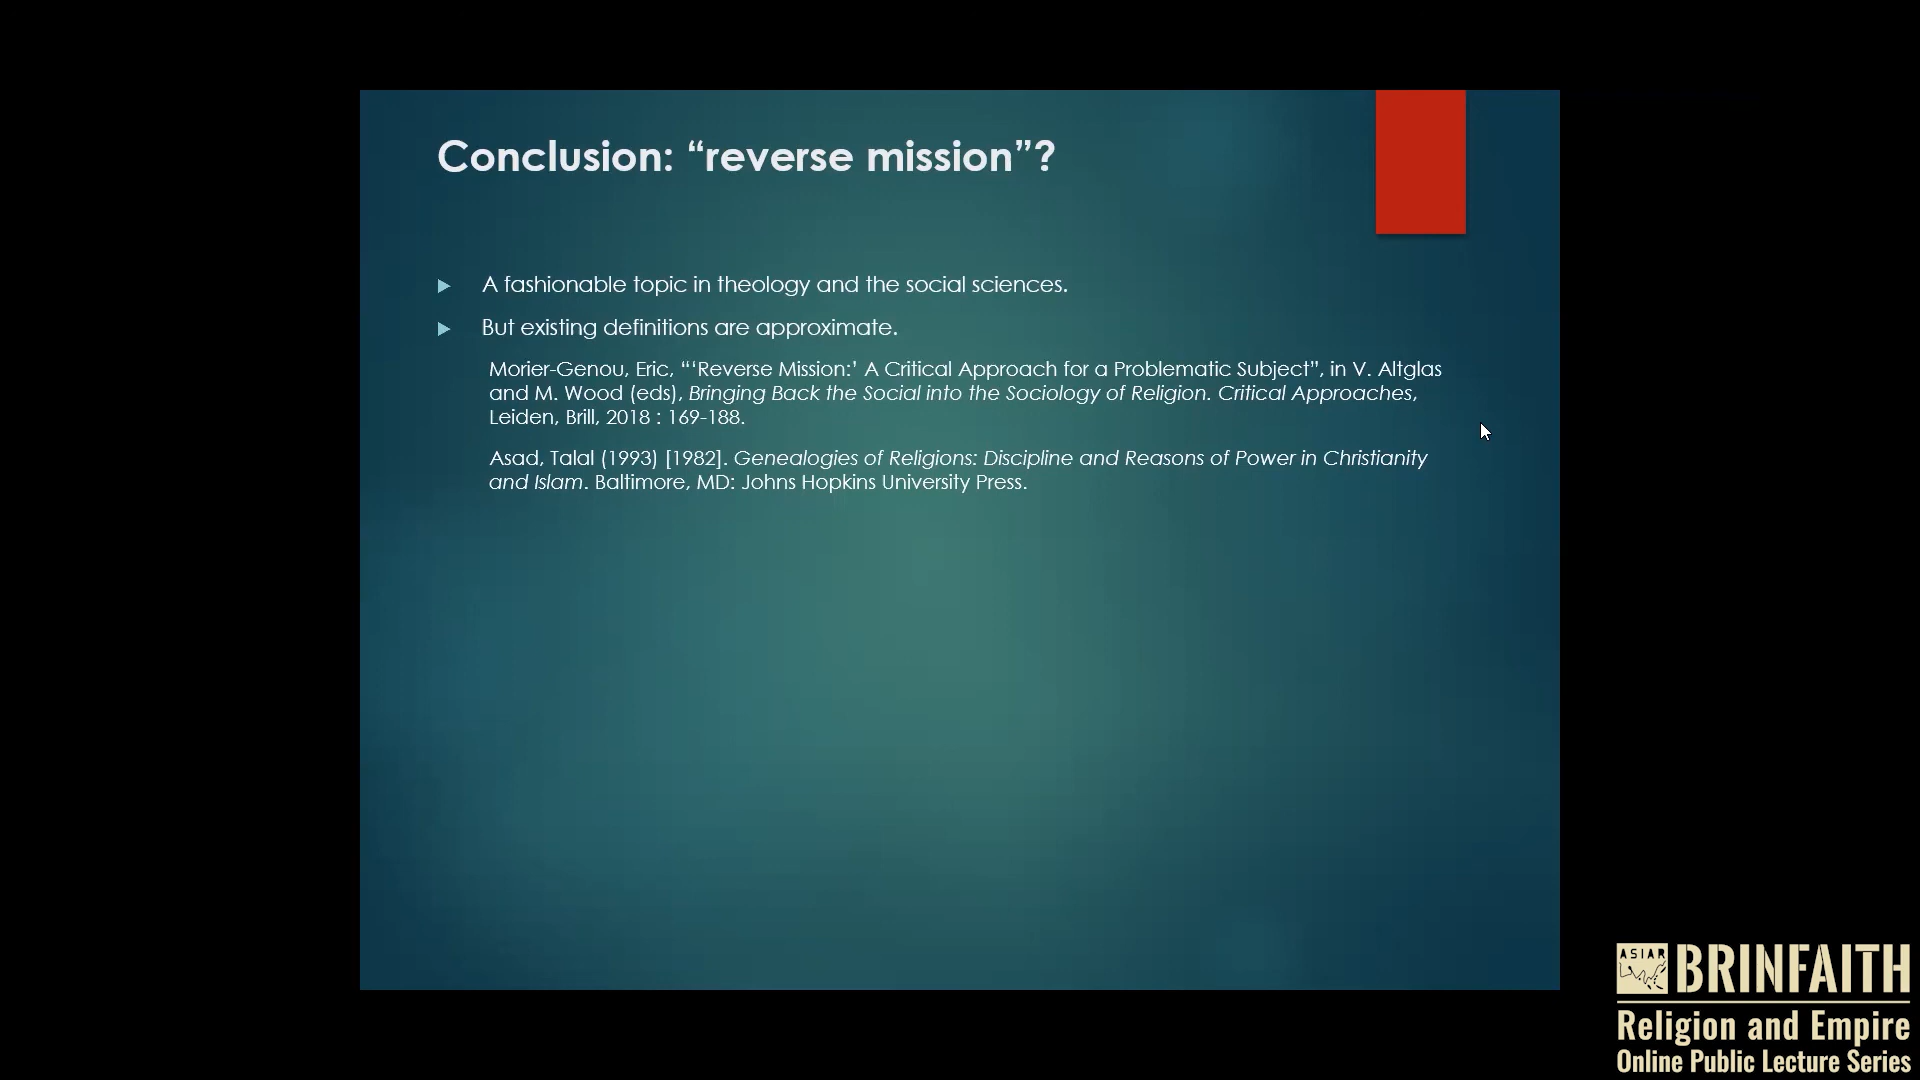 Conclusion: “reverse mission”?
A fashionable topic in theology and the social sciences.
But existing definitions are approximate.
Morier-Genou, Eric, “‘Reverse Mission:’ A Critical Approach for a Problematic Subject”, in V. Altglas
and M. Wood (eds), Bringing Back the Social into the Sociology of Religion. Critical Approaches,
Leiden, Brill, 2018 : 169-188.
Asad, Talal (1993) [1982]. Genealogies of Religions: Discipline and Reasons of Power in Christianity
and Islam. Baltimore, MD: Johns Hopkins University Press.
ASIAR
BRINFAITH
Religion and Empire
Online Public Lecture Series